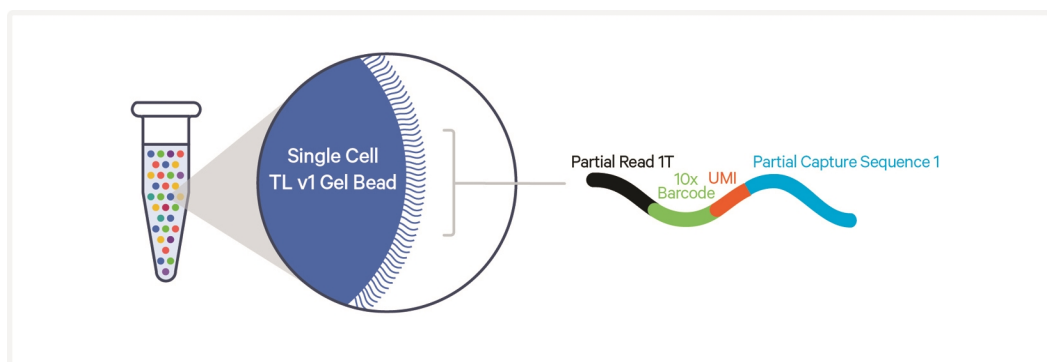 Single Cell
TL v1 Gel Bead
Partial Read 1T
10x
Barcode
UMI
Partial Capture Sequence 1